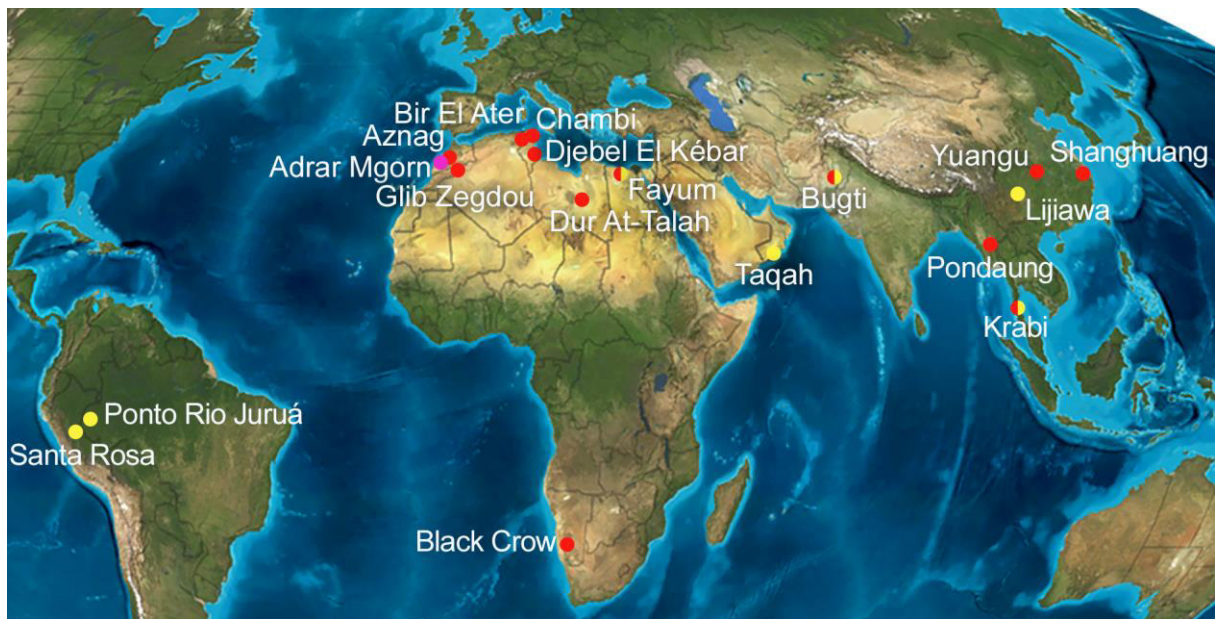 Bir El Ater
Chambi
Aznag
Djebel El Kébar
Adrar Mgorn
Glib Zegdou
Fayum
Dur At-Talah
Bugti
Yuangu
Shanghuang
Lijiawa
Taqah
Pondaung
Krabi
Ponto Rio Juruá
Santa Rosa
Black Crow